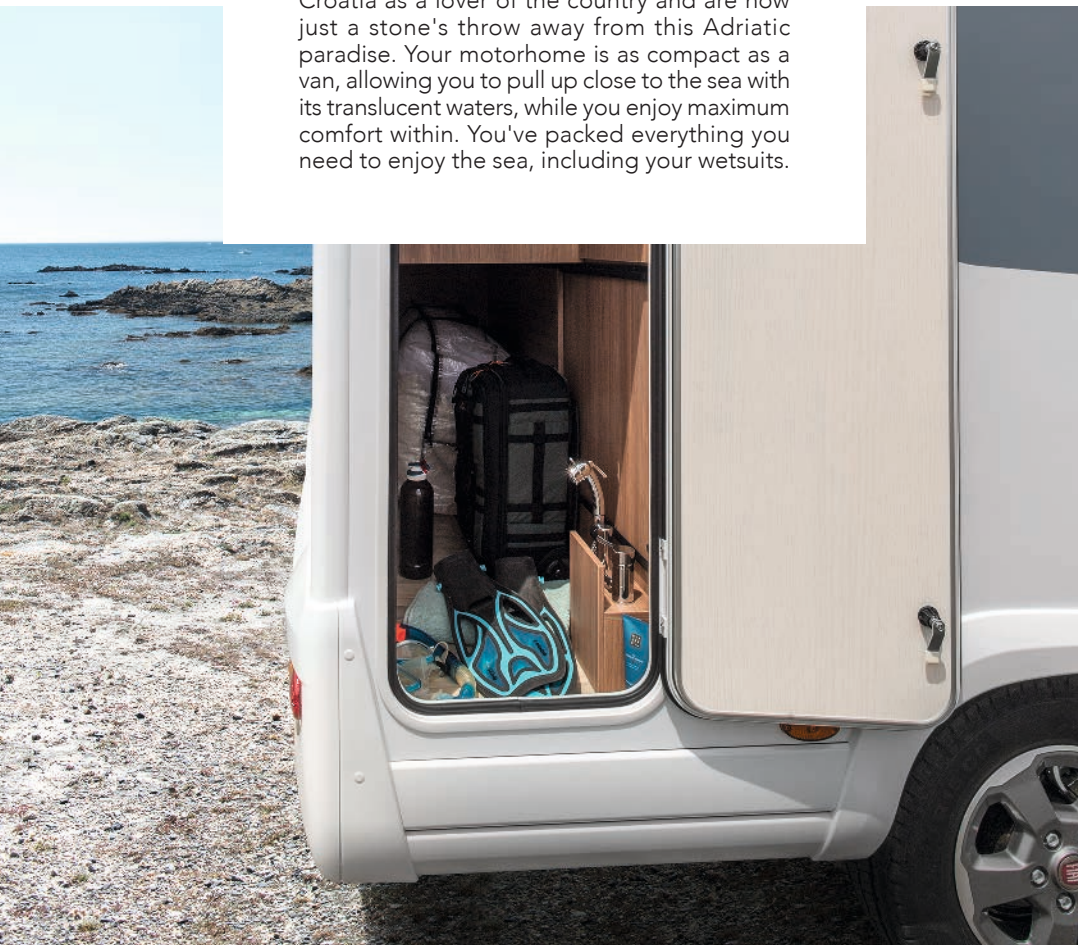 Croatia as a lover of the country and are now
just a stone's throw away from this Adriatic
paradise. Your motorhome is as compact as a
van, allowing you to pull up close to the sea with
its translucent waters, while you enjoy maximum
comfort within. You've packed everything you
need to enjoy the sea, including your wetsuits.